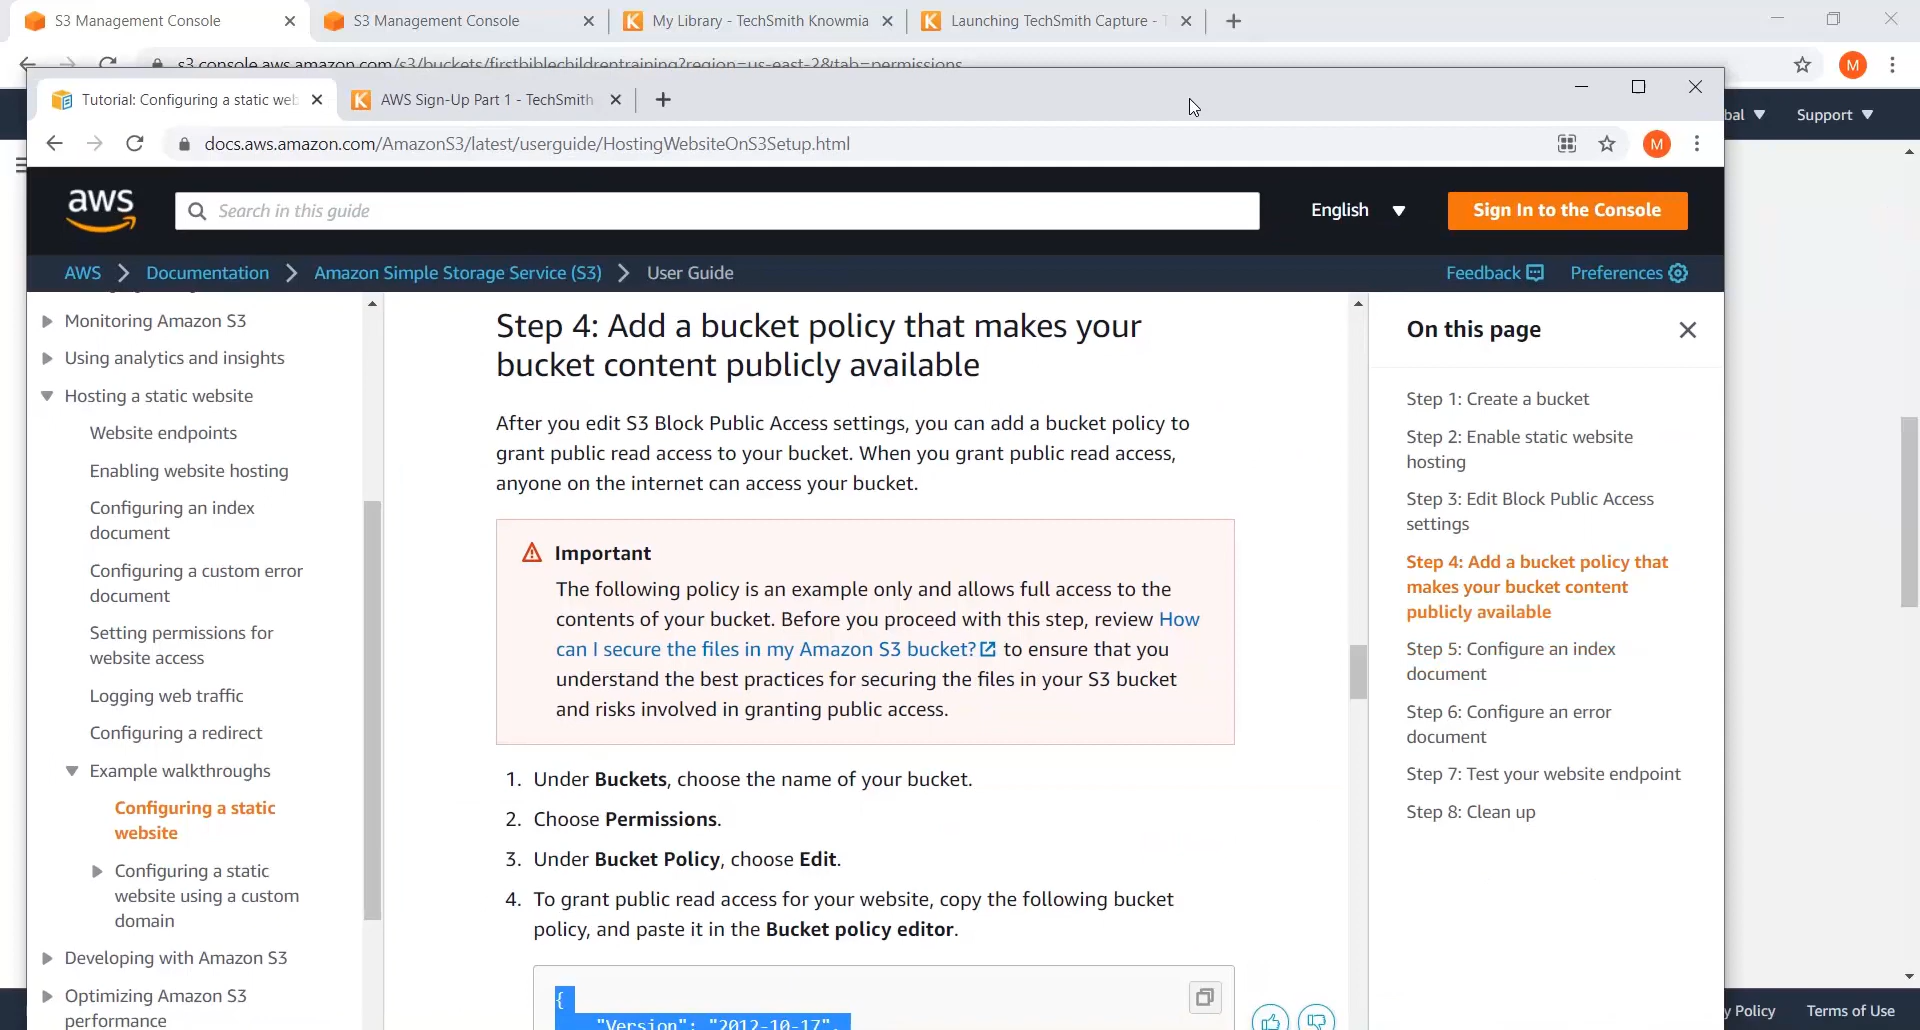 S3 Management Console
S3 Management Console
My Library - TechSmith Knowmia
Launching TechSmith Capture - T
s3.console.aws.amazon.com/s3/buckets/firstbiblechildrentraining?region=us-east-2&tab=permissions
M
Tutorial: Configuring a static web
AWS Sign-Up Part 1 - TechSmith
bal
Support
docs.aws.amazon.com/AmazonS3/latest/userguide/HostingWebsiteOnS3Setup.html
M
aws
Search in this guide
English
Sign In to the Console
AWS
Documentation
Amazon Simple Storage Service (S3)
User Guide
Feedback
Preferences
Monitoring Amazon S3
Using analytics and insights
Hosting a static website
Website endpoints
Enabling website hosting
Configuring an index
document
Configuring a custom error
document
Setting permissions for
website access
Logging web traffic
Configuring a redirect
Example walkthroughs
Configuring a static
website
Configuring a static
website using a custom
domain
Developing with Amazon S3
Optimizing Amazon S3
performance
Step 4: Add a bucket policy that makes your
bucket content publicly available
After you edit S3 Block Public Access settings, you can add a bucket policy to
grant public read access to your bucket. When you grant public read access,
anyone on the internet can access your bucket.
Important
The following policy is an example only and allows full access to the
contents of your bucket. Before you proceed with this step, review How
can I secure the files in my Amazon S3 bucket? to ensure that you
understand the best practices for securing the files in your S3 bucket
and risks involved in granting public access.
1. Under Buckets, choose the name of your bucket.
2. Choose Permissions.
3. Under Bucket Policy, choose Edit.
4. To grant public read access for your website, copy the following bucket
policy, and paste it in the Bucket policy editor.
{
"Version": "2012-10-17",
On this page
Step 1: Create a bucket
Step 2: Enable static website
hosting
Step 3: Edit Block Public Access
settings
Step 4: Add a bucket policy that
makes your bucket content
publicly available
Step 5: Configure an index
document
Step 6: Configure an error
document
Step 7: Test your website endpoint
Step 8: Clean up
y Policy
Terms of Use